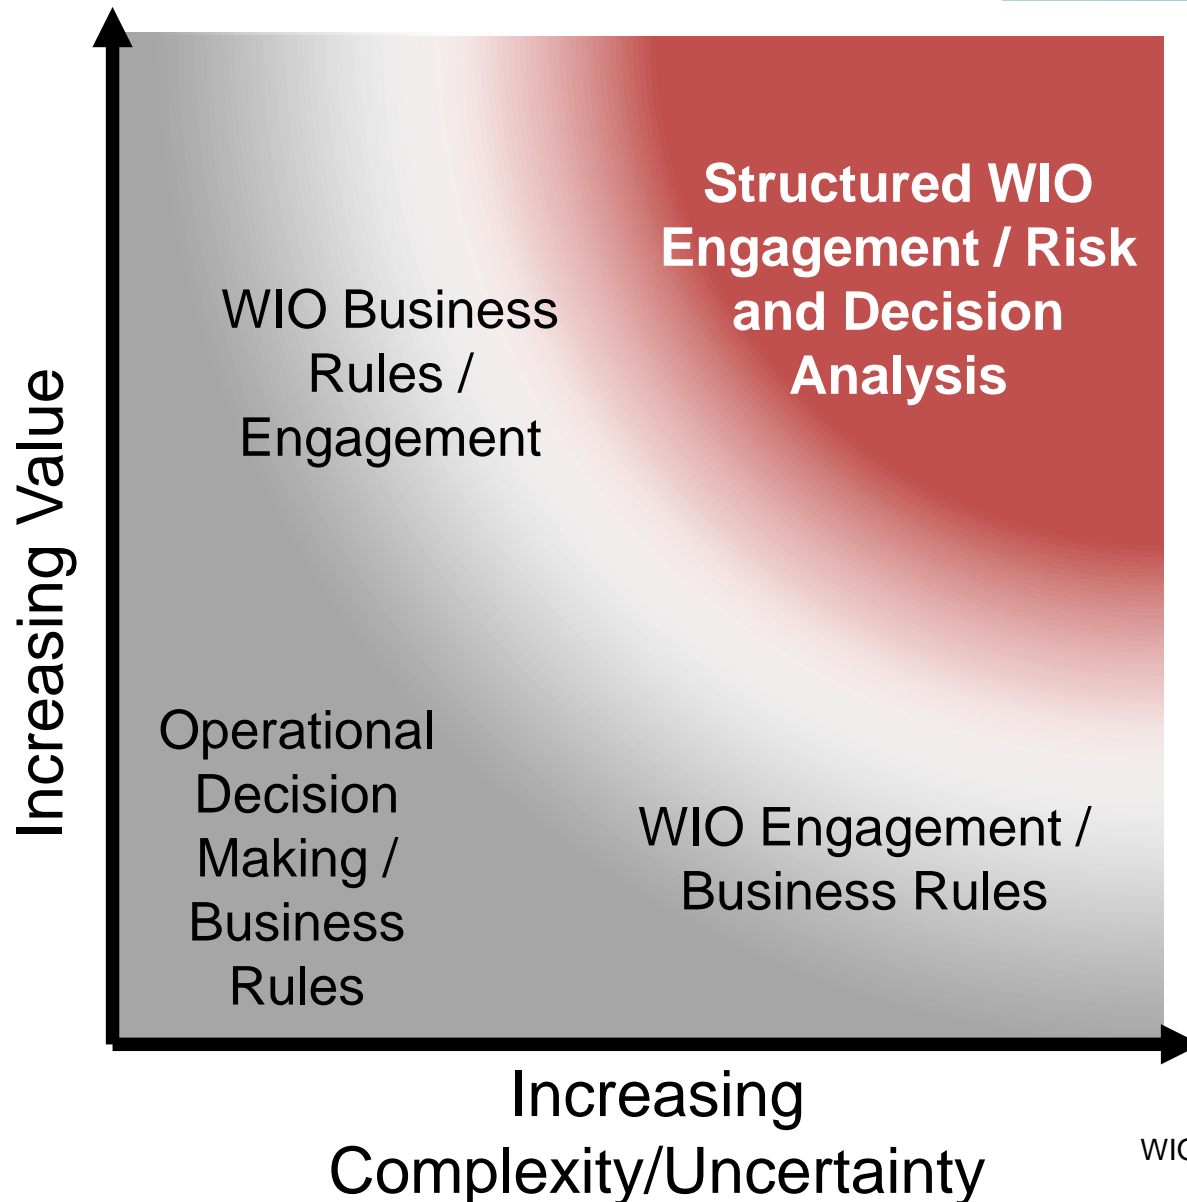 Structured WIO
Engagement / Risk
and Decision
Analysis
WIO Business
Rules /
Engagement
Increasing Value
Operational
Decision
Making /
Business
Rules
WIO Engagement /
Business Rules
Increasing
Complexity/Uncertainty